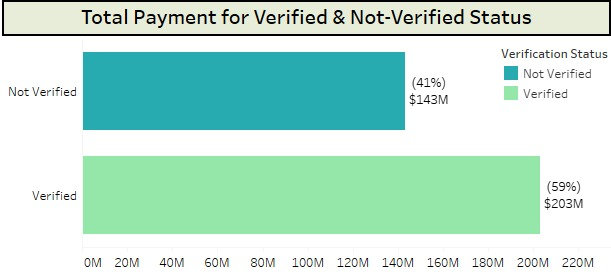 Total Payment for Verified & Not-Verified Status
Verification Status
Not Verified
Verified
Not Verified
(41%)
$143M
Verified
(59%)
$203M
0M 20M 40M 60M 80M 100M 120M 140M 160M 180M 200M 220M